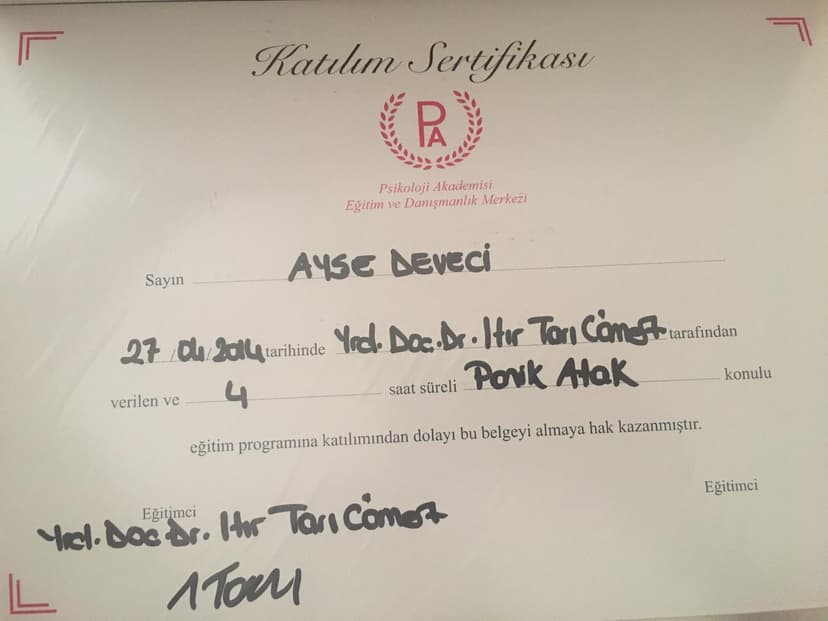 Katılım Sertifikası
PA
Psikoloji Akademisi
Eğitim ve Danışmanlık Merkezi
Sayın AYSE DEVECİ
27/04/2014 tarihinde Yrd. Doc. Dr. Itır Tarı Cömert tarafından
verilen ve 4 saat süreli Panik Atak konulu
eğitim programına katılımından dolayı bu belgeyi almaya hak kazanmıştır.
Eğitimci
Eğitimci
Yrd. Doc. Dr. Itır Tarı Cömert